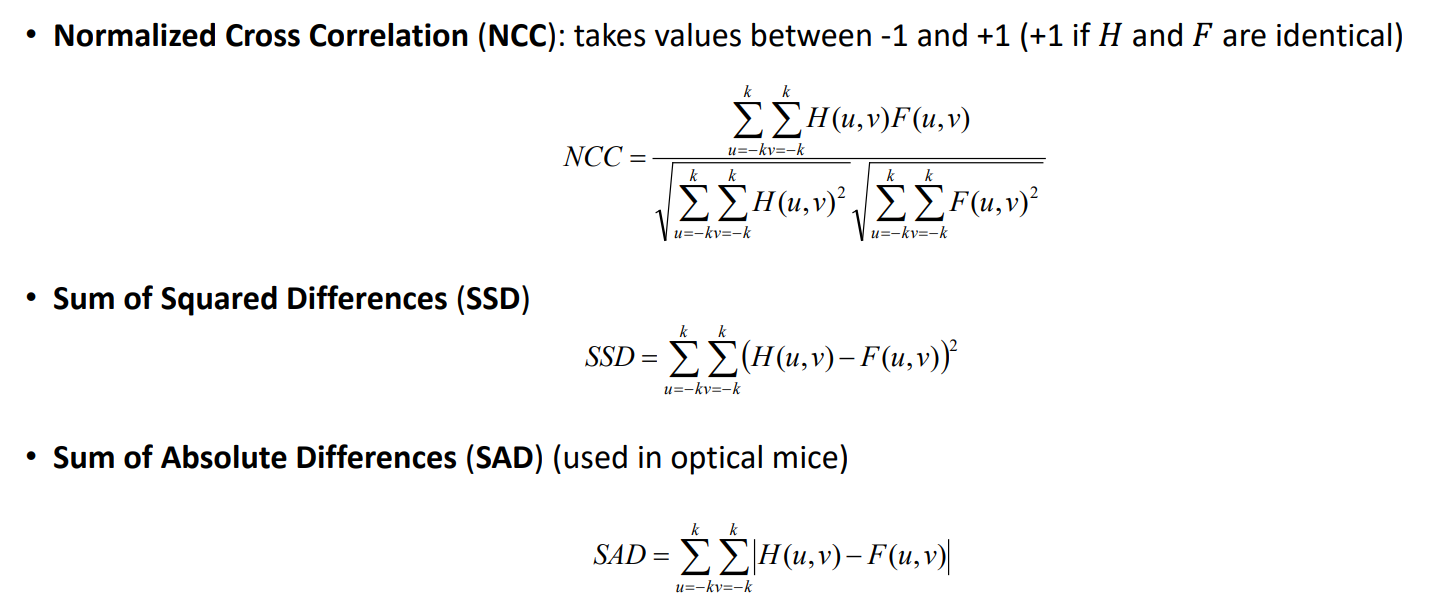 • Normalized Cross Correlation (NCC): takes values between -1 and +1 (+1 if H and F are identical)
NCC = \frac{\sum_{u=-k}^{k} \sum_{v=-k}^{k} H(u,v)F(u,v)}{\sqrt{\sum_{u=-k}^{k} \sum_{v=-k}^{k} H(u,v)^2} \sqrt{\sum_{u=-k}^{k} \sum_{v=-k}^{k} F(u,v)^2}}
• Sum of Squared Differences (SSD)
SSD = \sum_{u=-k}^{k} \sum_{v=-k}^{k} (H(u,v) - F(u,v))^2
• Sum of Absolute Differences (SAD) (used in optical mice)
SAD = \sum_{u=-k}^{k} \sum_{v=-k}^{k} |H(u,v) - F(u,v)|